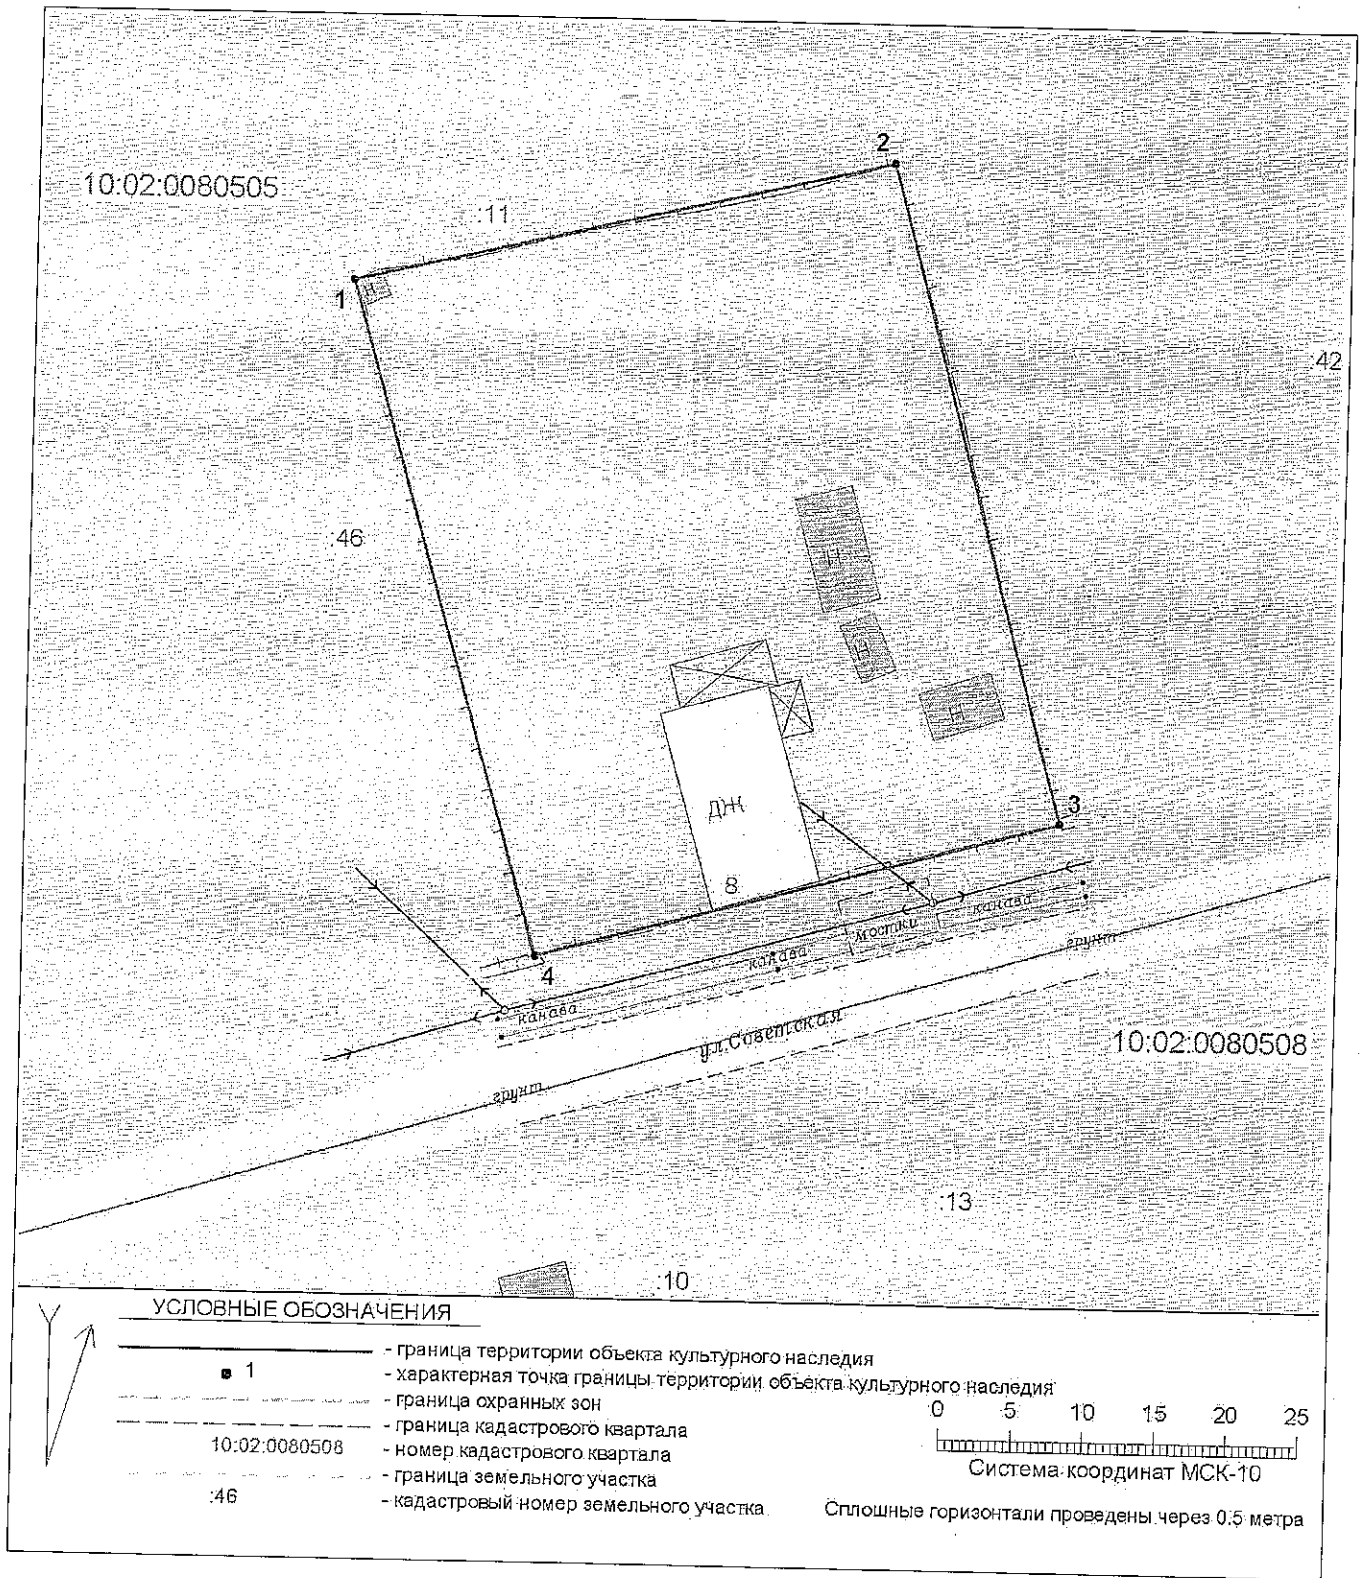 2
10:02:0080505
:11
1
Н
:42
:46
Н
Н
Н
ДЖ
3
8
канава
мостки
грунт
канава
4
канава
ул.Советская
10:02:0080508
грунт
:13
:10
УСЛОВНЫЕ ОБОЗНАЧЕНИЯ
- граница территории объекта культурного наследия
1 - характерная точка границы территории объекта культурного наследия
- граница охранных зон
- граница кадастрового квартала
10:02:0080508 - номер кадастрового квартала
- граница земельного участка
:46 - кадастровый номер земельного участка
0 5 10 15 20 25
Система координат МСК-10
Сплошные горизонтали проведены через 0.5 метра